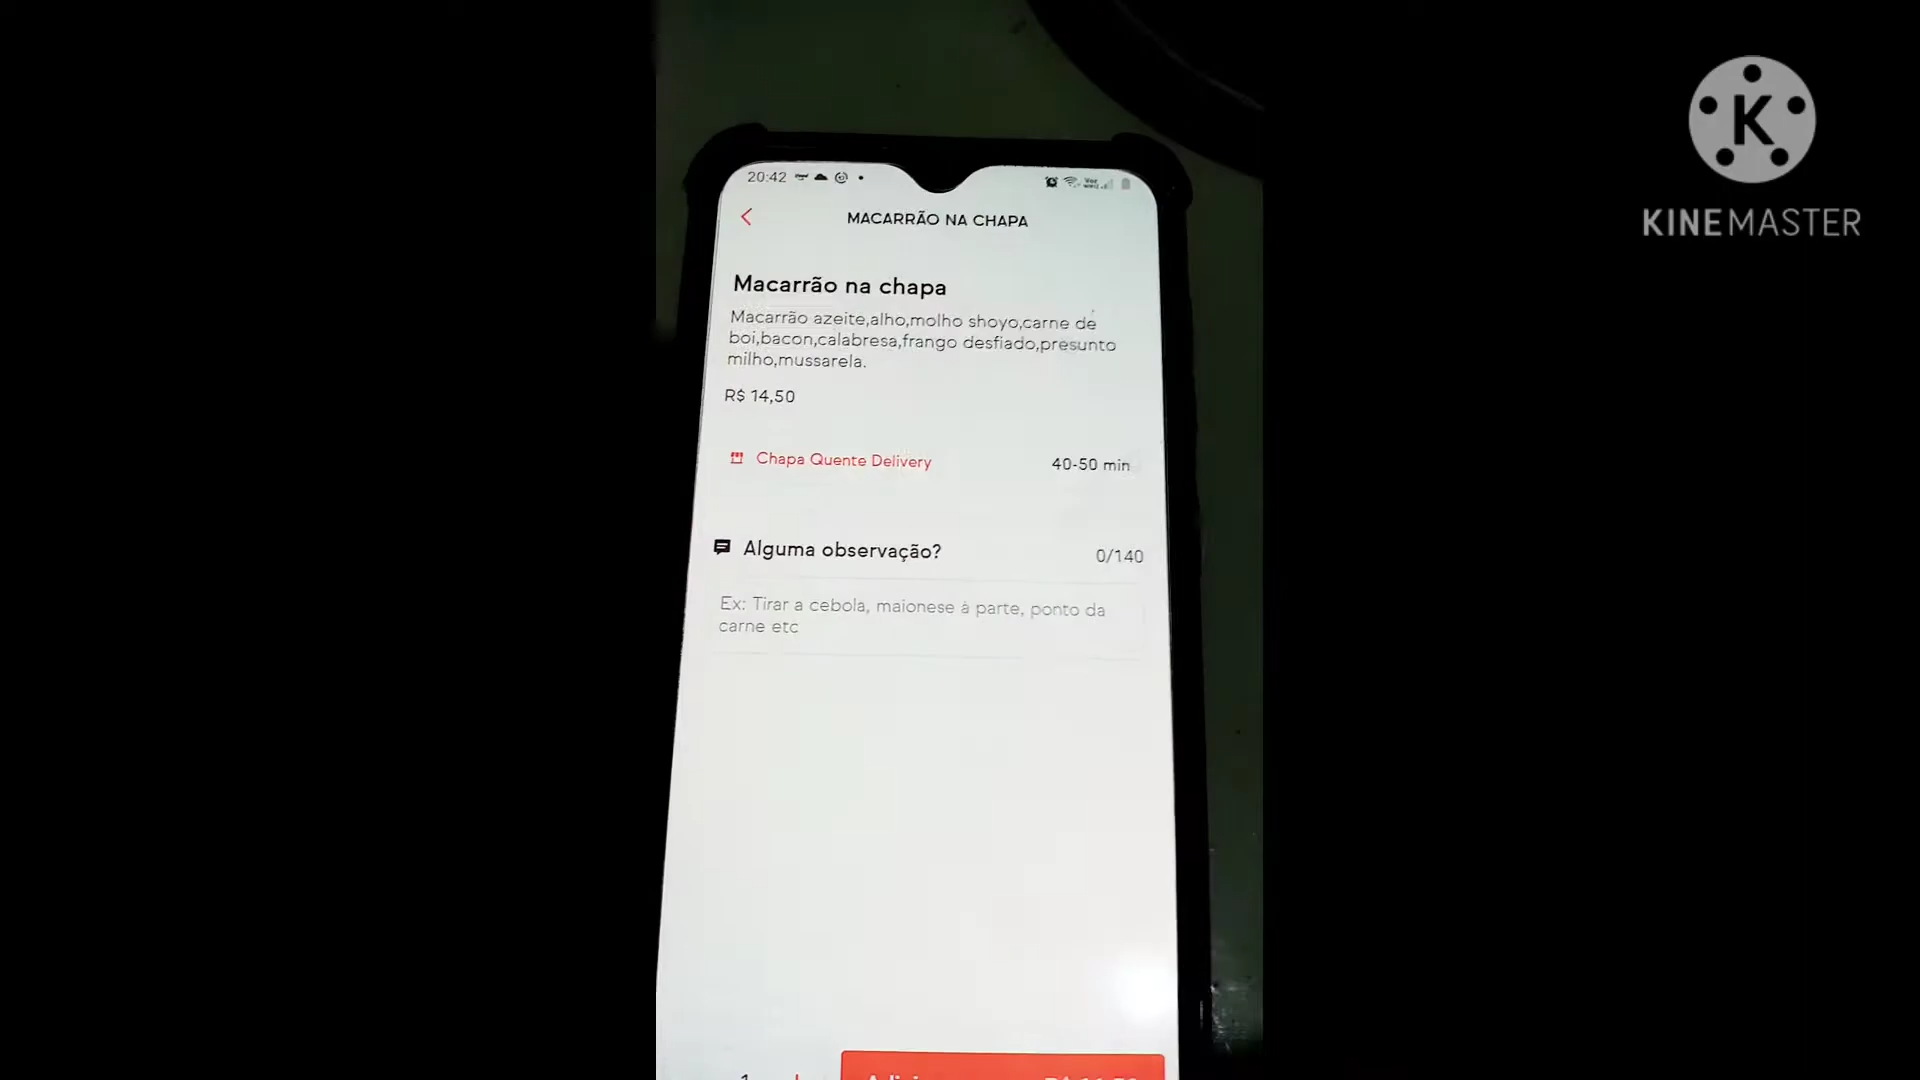 20:42
MACARRÃO NA CHAPA
Macarrão na chapa
Macarrão azeite,alho,molho shoyo,carne de
boi,bacon,calabresa,frango desfiado,presunto
milho,mussarela.
R$ 14,50
Chapa Quente Delivery
40-50 min
Alguma observação?
0/140
Ex: Tirar a cebola, maionese à parte, ponto da
carne etc
K
KINEMASTER